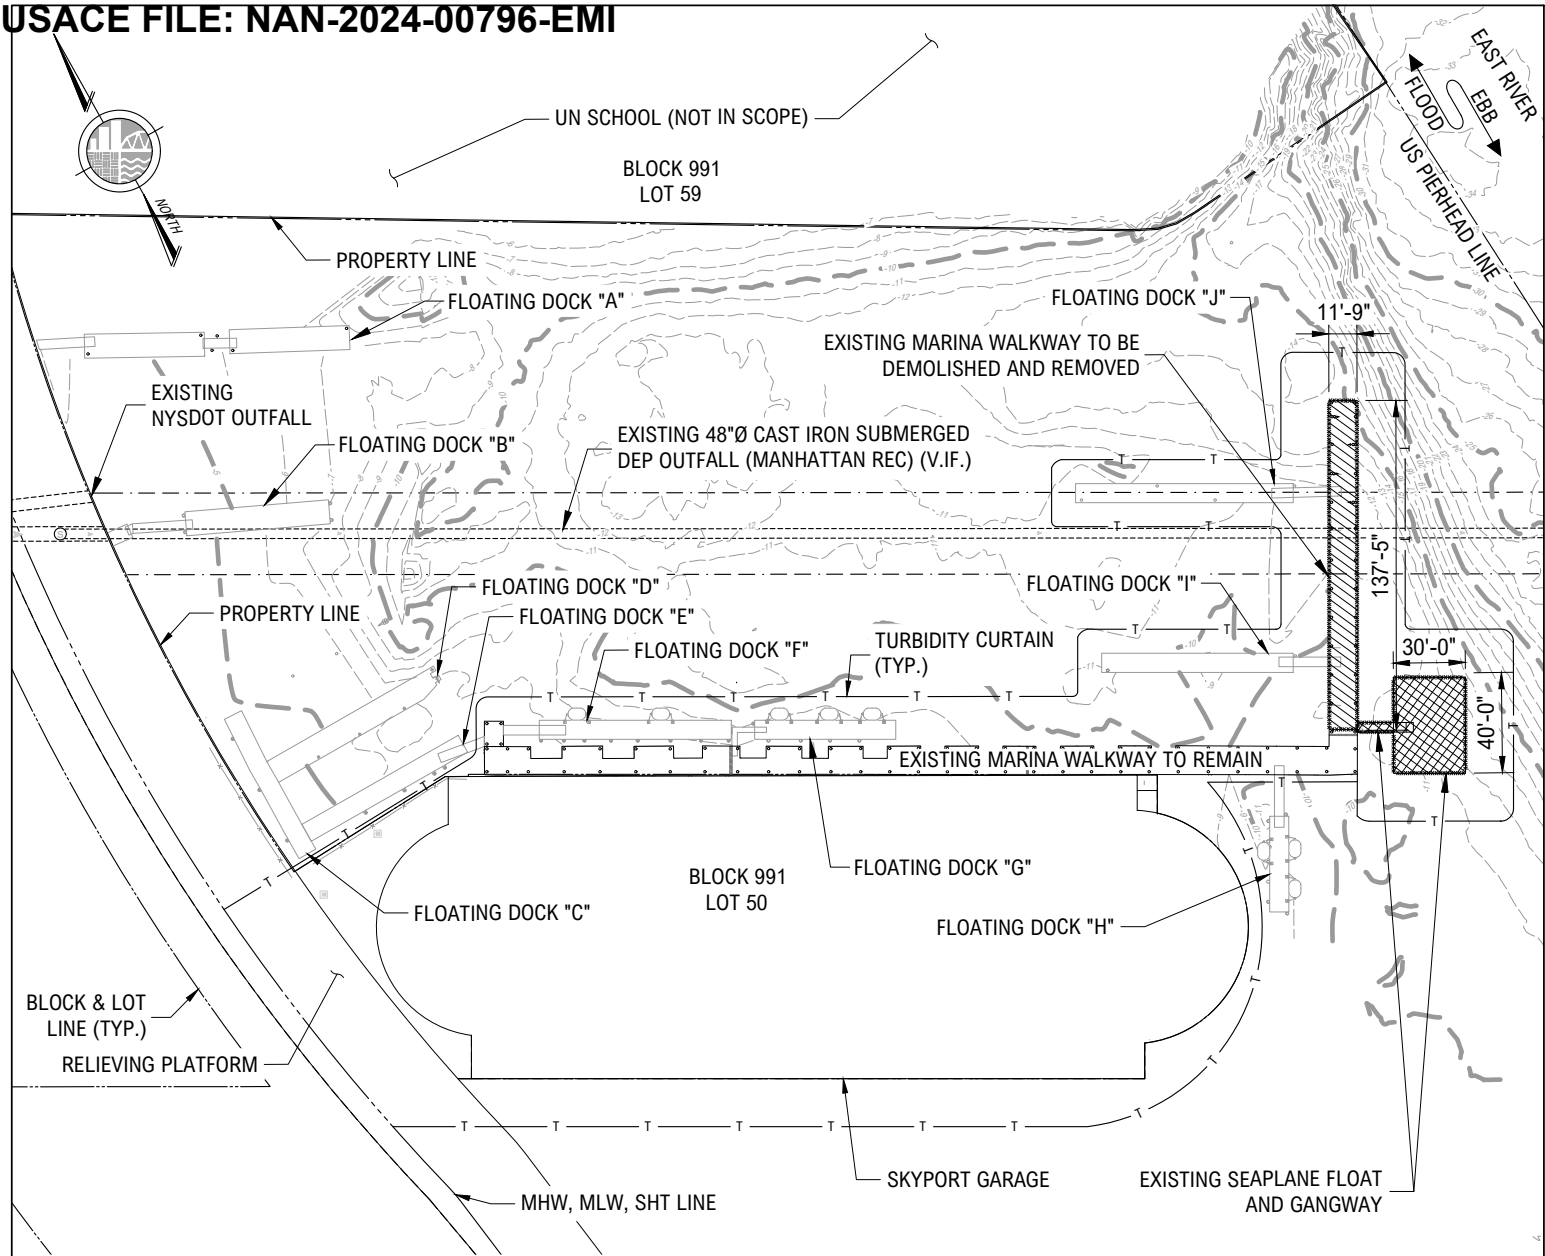 USACE FILE: NAN-2024-00796-EMI
EAST RIVER
FLOOD
EBB
US PIERHEAD LINE
UN SCHOOL (NOT IN SCOPE)
BLOCK 991
LOT 59
NORTH
PROPERTY LINE
FLOATING DOCK "A"
FLOATING DOCK "J"
11'-9"
EXISTING MARINA WALKWAY TO BE
DEMOLISHED AND REMOVED
EXISTING
NYSDOT OUTFALL
FLOATING DOCK "B"
EXISTING 48"Ø CAST IRON SUBMERGED
DEP OUTFALL (MANHATTAN REC) (V.IF.)
137'-5"
FLOATING DOCK "D"
FLOATING DOCK "I"
PROPERTY LINE
FLOATING DOCK "E"
FLOATING DOCK "F"
TURBIDITY CURTAIN
(TYP.)
30'-0"
40'-0"
EXISTING MARINA WALKWAY TO REMAIN
FLOATING DOCK "G"
BLOCK 991
LOT 50
FLOATING DOCK "C"
FLOATING DOCK "H"
BLOCK & LOT
LINE (TYP.)
RELIEVING PLATFORM
SKYPORT GARAGE
EXISTING SEAPLANE FLOAT
AND GANGWAY
MHW, MLW, SHT LINE